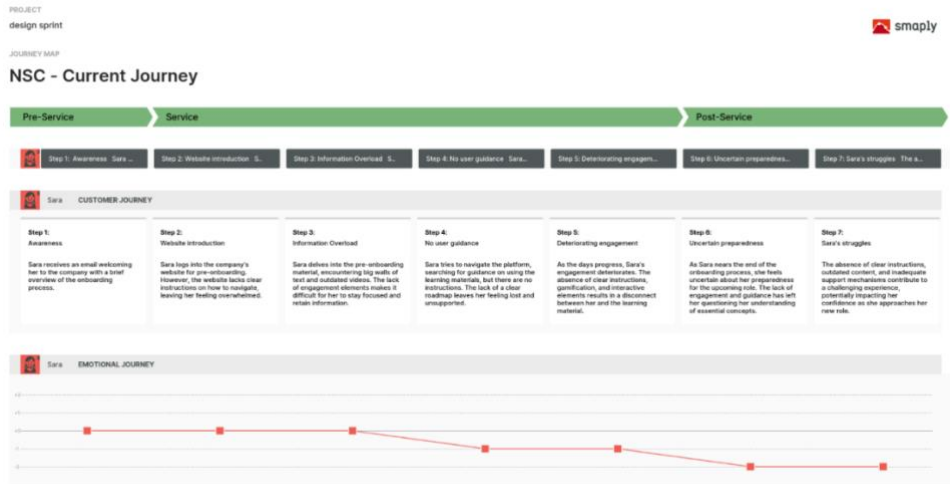 PROJECT
design sprint
smaply
JOURNEY MAP
NSC - Current Journey
Pre-Service
Service
Post-Service
Step 1: Awareness Sara ...
Step 2: Website introduction S..
Step 3: Information Overload S..
Step 4: No user guidance Sara...
Step 5: Deteriorating engagem...
Step 6: Uncertain preparednes...
Step 7: Sara's struggles The a...
Sara CUSTOMER JOURNEY
Step 1:
Awareness
Sara receives an email welcoming
her to the company with a brief
overview of the onboarding
process.
Step 2:
Website introduction
Sara logs into the company's
website for pre-onboarding.
However, the website lacks clear
instructions on how to navigate,
leaving her feeling overwhelmed.
Step 3:
Information Overload
Sara delves into the pre-onboarding
material, encountering big walls of
text and outdated videos. The lack
of engagement elements makes it
difficult for her to stay focused and
retain information.
Step 4:
No user guidance
Sara tries to navigate the platform,
searching for guidance on using the
learning materials, but there are no
instructions. The lack of a clear
roadmap leaves her feeling lost and
unsupported.
Step 5:
Deteriorating engagement
As the days progress, Sara's
engagement deteriorates. The
absence of clear instructions,
gamification, and interactive
elements results in a disconnect
between her and the learning
material.
Step 6:
Uncertain preparedness
As Sara nears the end of the
onboarding process, she feels
uncertain about her preparedness
for the upcoming role. The lack of
engagement and guidance has left
her questioning her understanding
of essential concepts.
Step 7:
Sara's struggles
The absence of clear instructions,
outdated content, and inadequate
support mechanisms contribute to
a challenging experience,
potentially impacting her
confidence as she approaches her
new role.
Sara EMOTIONAL JOURNEY